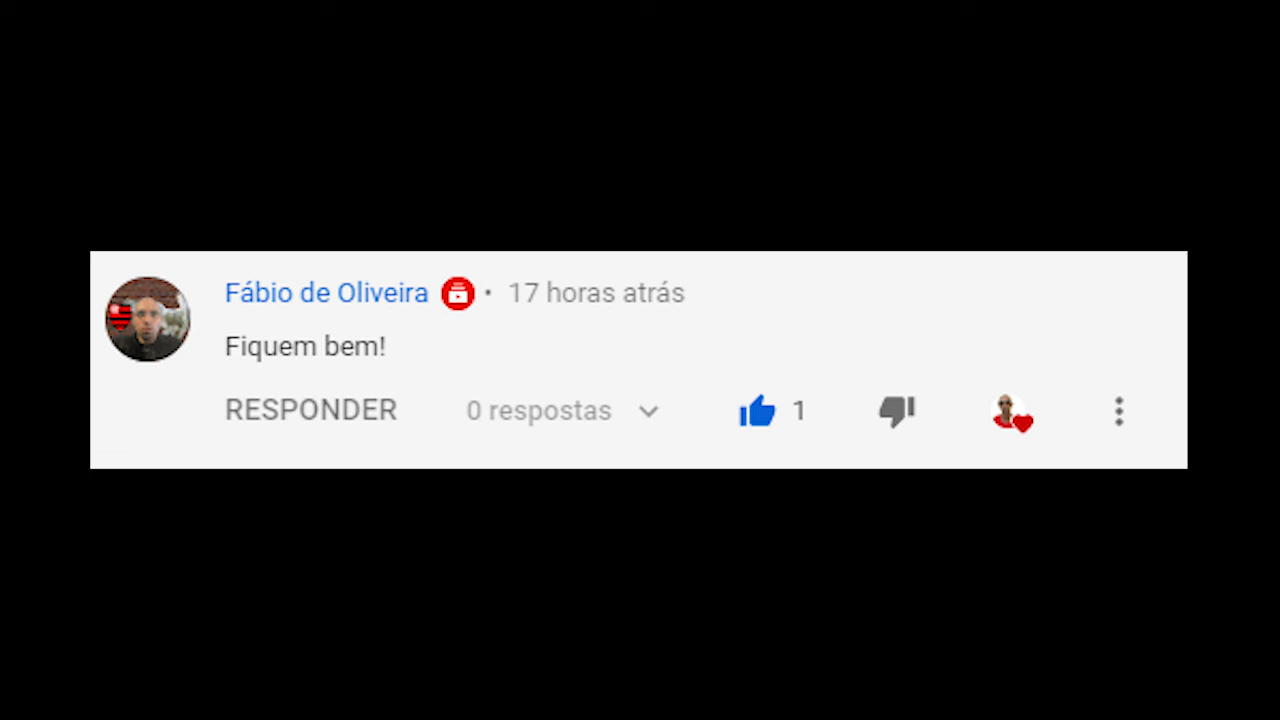 Fábio de Oliveira • 17 horas atrás
Fiquem bem!
RESPONDER 0 respostas 1